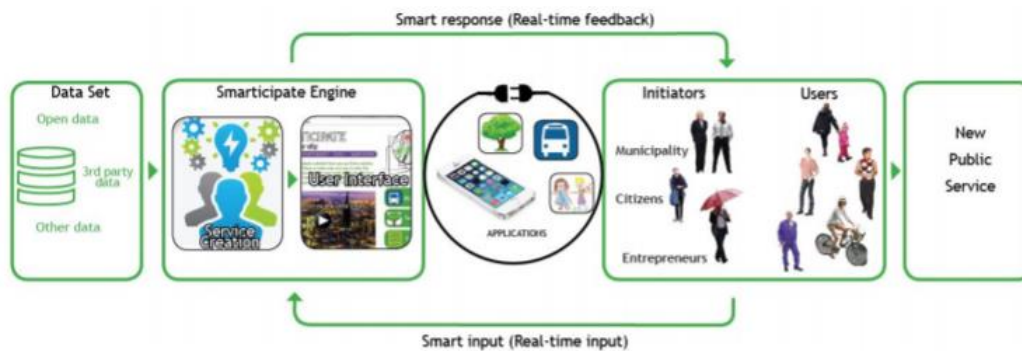 Smart response (Real-time feedback)
Data Set
Open data
3rd party
data
Other data
Smarticipate Engine
Service
Creation
TICIPATE
User Interface
APPLICATIONS
Initiators
Municipality
Citizens
Entrepreneurs
Users
New
Public
Service
Smart input (Real-time input)